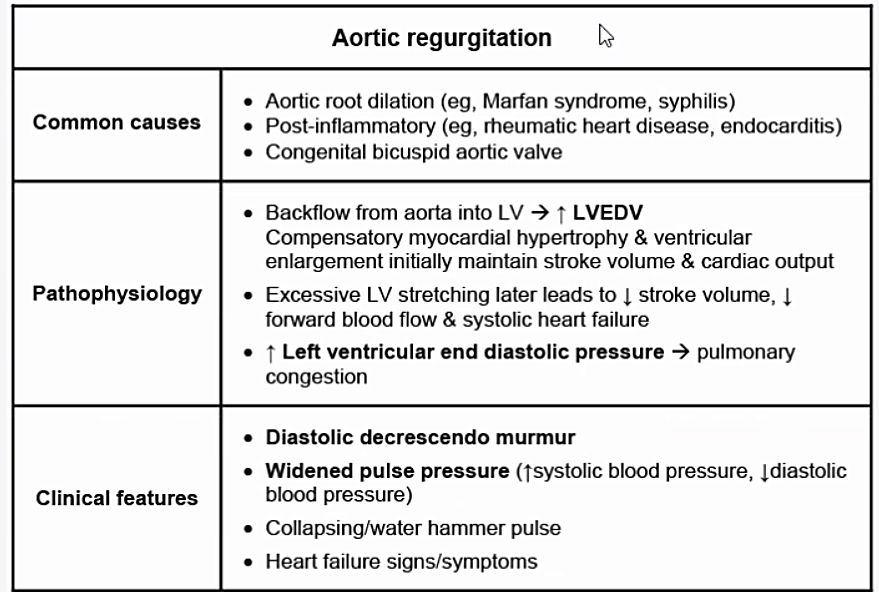 Aortic regurgitation
Common causes
• Aortic root dilation (eg, Marfan syndrome, syphilis)
• Post-inflammatory (eg, rheumatic heart disease, endocarditis)
• Congenital bicuspid aortic valve
Pathophysiology
• Backflow from aorta into LV → ↑ LVEDV
Compensatory myocardial hypertrophy & ventricular
enlargement initially maintain stroke volume & cardiac output
• Excessive LV stretching later leads to ↓ stroke volume, ↓
forward blood flow & systolic heart failure
• ↑ Left ventricular end diastolic pressure → pulmonary
congestion
Clinical features
• Diastolic decrescendo murmur
• Widened pulse pressure (↑systolic blood pressure, ↓diastolic
blood pressure)
• Collapsing/water hammer pulse
• Heart failure signs/symptoms